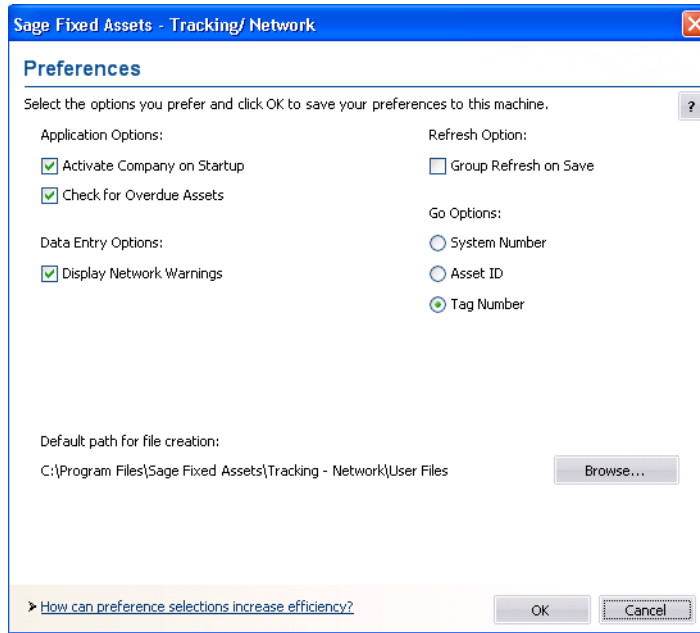 Sage Fixed Assets - Tracking/ Network
Preferences
Select the options you prefer and click OK to save your preferences to this machine.
?
Application Options:
Activate Company on Startup
Check for Overdue Assets
Data Entry Options:
Display Network Warnings
Refresh Option:
Group Refresh on Save
Go Options:
System Number
Asset ID
Tag Number
Default path for file creation:
C:\Program Files\Sage Fixed Assets\Tracking - Network\User Files
Browse...
How can preference selections increase efficiency?
OK
Cancel